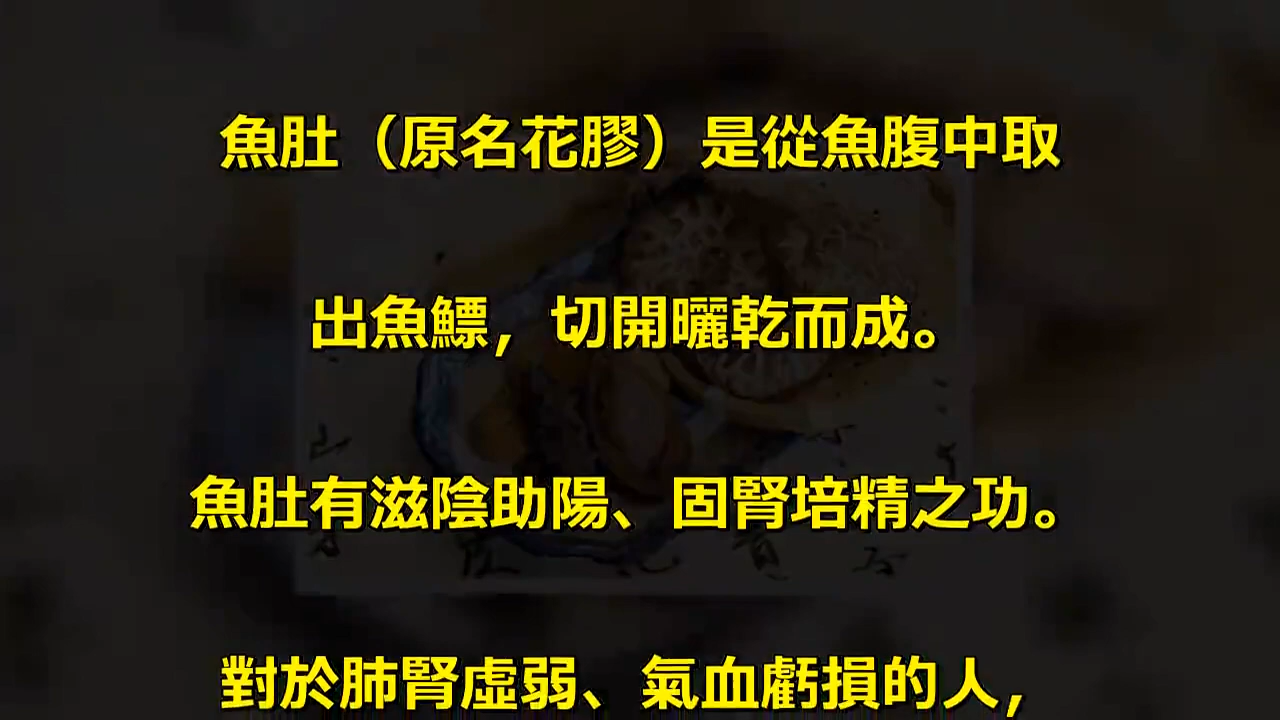 魚肚（原名花膠）是從魚腹中取
出魚鰾，切開曬乾而成。
魚肚有滋陰助陽、固腎培精之功。
對於肺腎虛弱、氣血虧損的人，